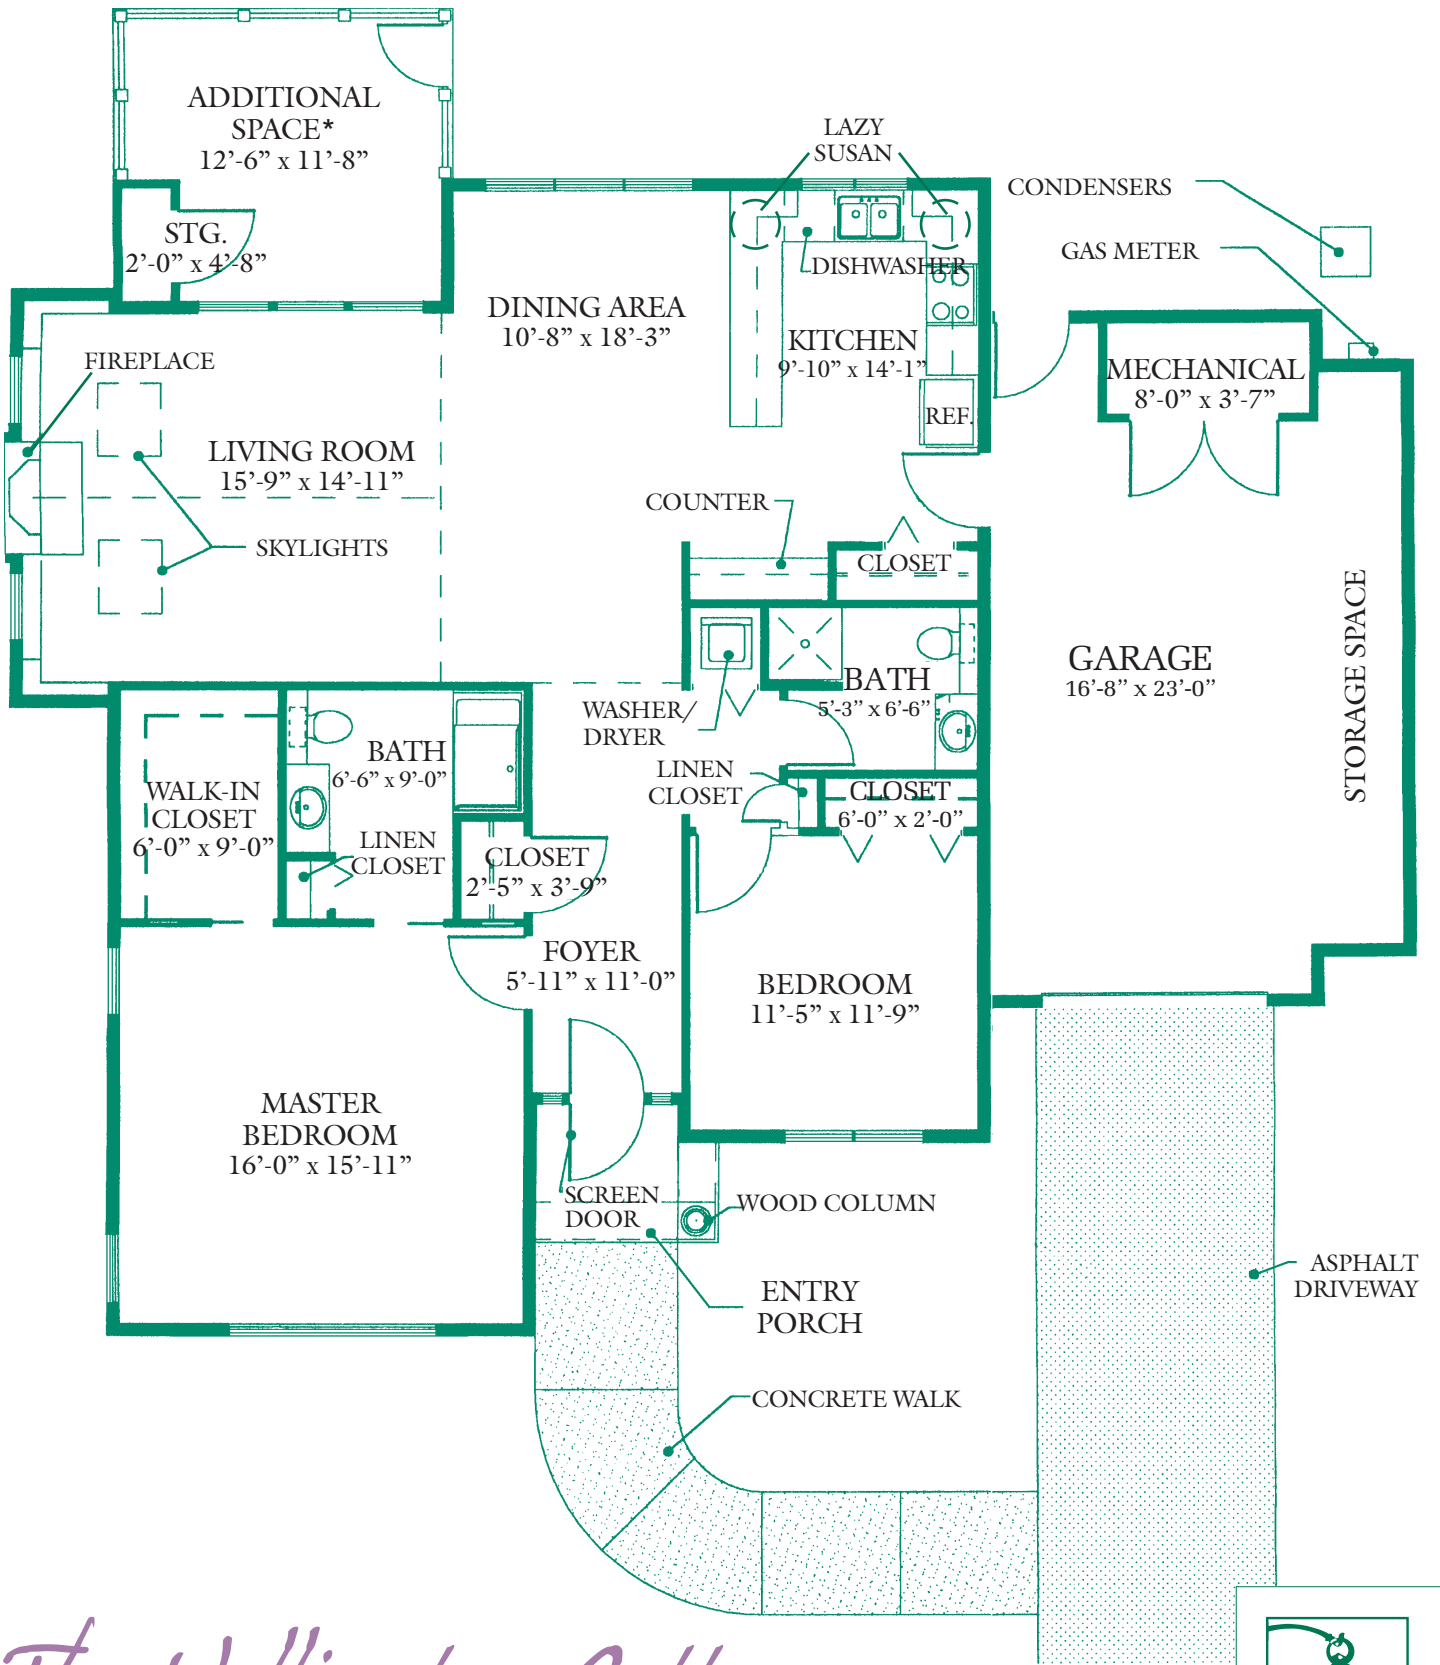 ADDITIONAL
SPACE*
12’-6” x 11’-8”
LAZY
SUSAN
CONDENSERS
STG.
2’-0” x 4’-8”
GAS METER
DISHWASHER
DINING AREA
10’-8” x 18’-3”
KITCHEN
9’-10” x 14’-1”
FIREPLACE
MECHANICAL
8’-0” x 3’-7”
REF.
LIVING ROOM
15’-9” x 14’-11”
COUNTER
SKYLIGHTS
CLOSET
STORAGE SPACE
GARAGE
16’-8” x 23’-0”
BATH
5’-3” x 6’-6”
WASHER/
DRYER
BATH
6’-6” x 9’-0”
LINEN
CLOSET
CLOSET
6’-0” x 2’-0”
WALK-IN
CLOSET
6’-0” x 9’-0”
LINEN
CLOSET
CLOSET
2’-5” x 3’-9”
FOYER
5’-11” x 11’-0”
BEDROOM
11’-5” x 11’-9”
MASTER
BEDROOM
16’-0” x 15’-11”
SCREEN
DOOR
WOOD COLUMN
ENTRY
PORCH
ASPHALT
DRIVEWAY
CONCRETE WALK